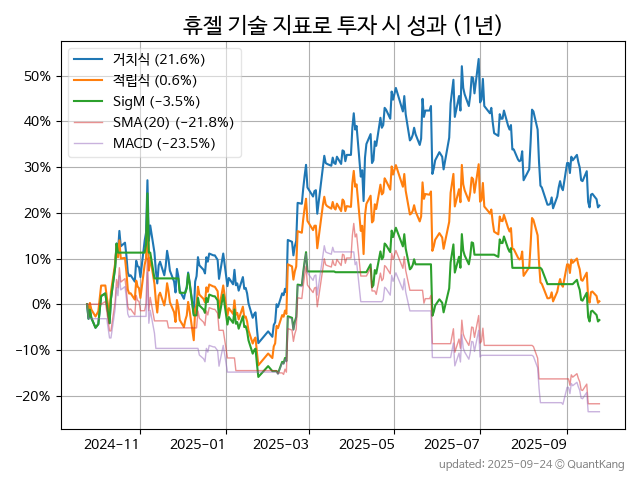 휴젤 기술 지표로 투자 시 성과 (1년)
거치식 (21.6%)
적립식 (0.6%)
SigM (−3.5%)
SMA(20) (−21.8%)
MACD (−23.5%)
50%
40%
30%
20%
10%
0%
−10%
−20%
2024-11 2025-01 2025-03 2025-05 2025-07 2025-09
updated: 2025-09-24 ⓒ QuantKang